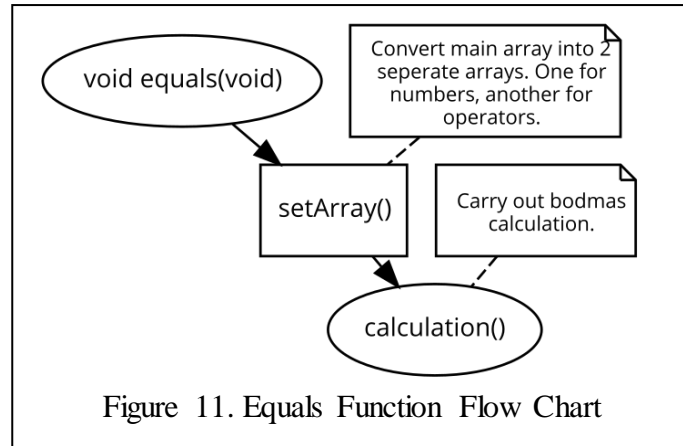 void equals(void)
Convert main array into 2
seperate arrays. One for
numbers, another for
operators.
setArray()
Carry out bodmas
calculation.
calculation()
Figure 11. Equals Function Flow Chart